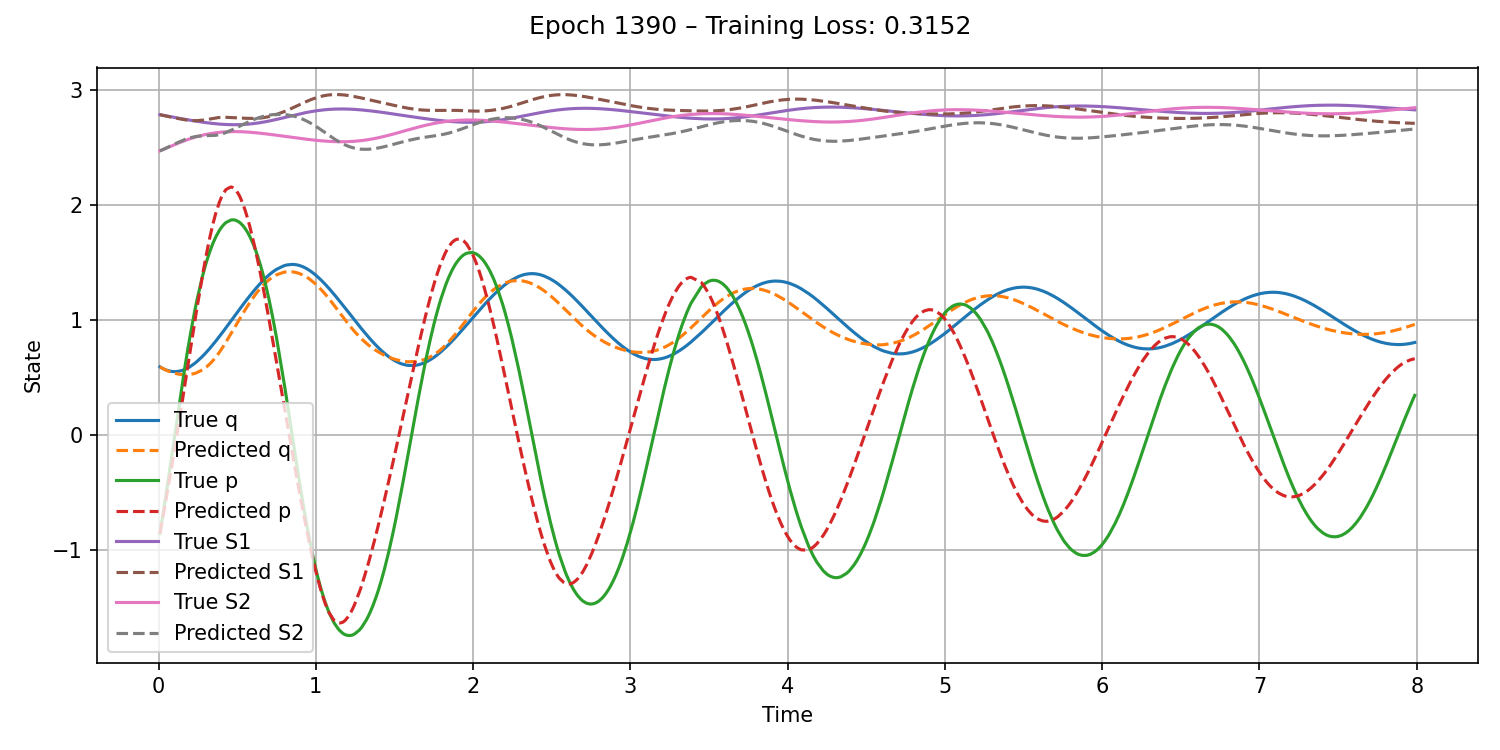 Epoch 1390 – Training Loss: 0.3152
State
3
2
1
0
−1
True q
Predicted q
True p
Predicted p
True S1
Predicted S1
True S2
Predicted S2
0 1 2 3 4 5 6 7 8
Time